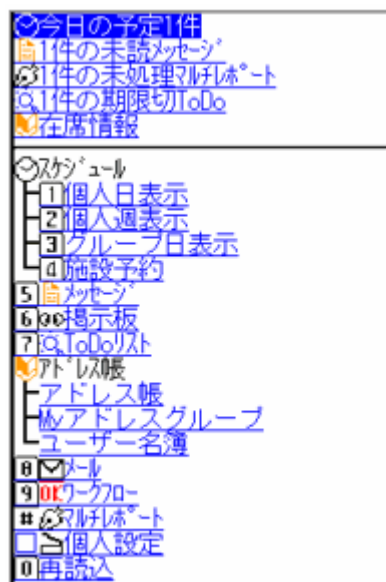 今日の予定1件
1件の未読ﾒｯｾｰｼﾞ
1件の未処理ﾏﾙﾁﾚﾎﾟｰﾄ
1件の期限切ToDo
在席情報
ｽｹｼﾞｭｰﾙ
1個人日表示
2個人週表示
3グループ日表示
4施設予約
5ﾒｯｾｰｼﾞ
6掲示板
7ToDoﾘｽﾄ
ｱﾄﾞﾚｽ帳
アドレス帳
Myアドレスグループ
ユーザー名簿
8ﾒｰﾙ
9OKﾜｰｸﾌﾛｰ
#ﾏﾙﾁﾚﾎﾟｰﾄ
個人設定
0再読込